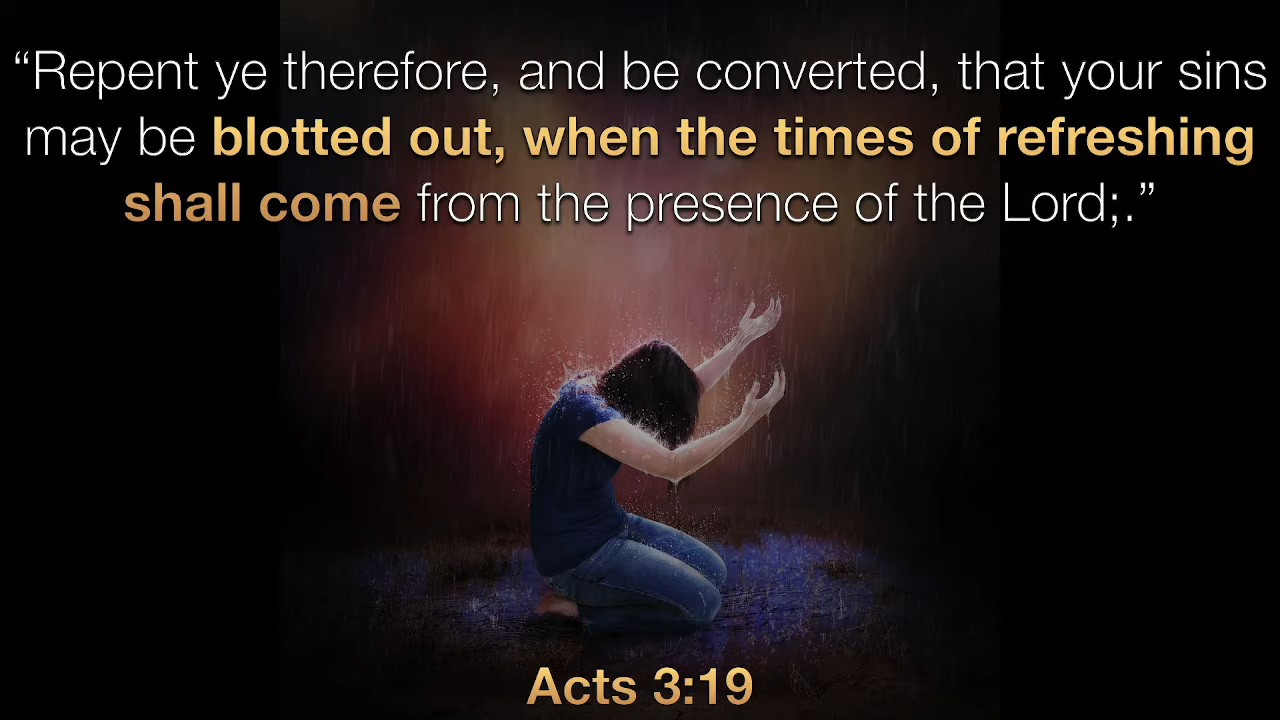 “Repent ye therefore, and be converted, that your sins
may be blotted out, when the times of refreshing
shall come from the presence of the Lord;.”
Acts 3:19